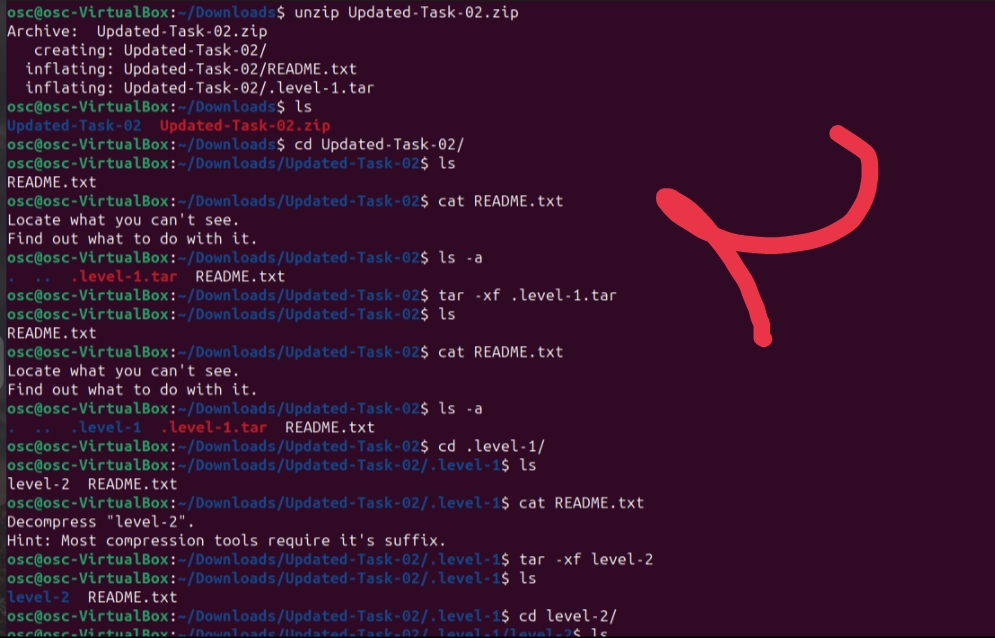 osc@osc-VirtualBox:~/Downloads$ unzip Updated-Task-02.zip
Archive:  Updated-Task-02.zip
   creating: Updated-Task-02/
  inflating: Updated-Task-02/README.txt
  inflating: Updated-Task-02/.level-1.tar
osc@osc-VirtualBox:~/Downloads$ ls
Updated-Task-02  Updated-Task-02.zip
osc@osc-VirtualBox:~/Downloads$ cd Updated-Task-02/
osc@osc-VirtualBox:~/Downloads/Updated-Task-02$ ls
README.txt
osc@osc-VirtualBox:~/Downloads/Updated-Task-02$ cat README.txt
Locate what you can't see.
Find out what to do with it.
osc@osc-VirtualBox:~/Downloads/Updated-Task-02$ ls -a
.  ..  .level-1.tar  README.txt
osc@osc-VirtualBox:~/Downloads/Updated-Task-02$ tar -xf .level-1.tar
osc@osc-VirtualBox:~/Downloads/Updated-Task-02$ ls
README.txt
osc@osc-VirtualBox:~/Downloads/Updated-Task-02$ cat README.txt
Locate what you can't see.
Find out what to do with it.
osc@osc-VirtualBox:~/Downloads/Updated-Task-02$ ls -a
.  ..  .level-1  .level-1.tar  README.txt
osc@osc-VirtualBox:~/Downloads/Updated-Task-02$ cd .level-1/
osc@osc-VirtualBox:~/Downloads/Updated-Task-02/.level-1$ ls
level-2  README.txt
osc@osc-VirtualBox:~/Downloads/Updated-Task-02/.level-1$ cat README.txt
Decompress "level-2".
Hint: Most compression tools require it's suffix.
osc@osc-VirtualBox:~/Downloads/Updated-Task-02/.level-1$ tar -xf level-2
osc@osc-VirtualBox:~/Downloads/Updated-Task-02/.level-1$ ls
level-2  README.txt
osc@osc-VirtualBox:~/Downloads/Updated-Task-02/.level-1$ cd level-2/
osc@osc-VirtualBox:~/Downloads/Updated-Task-02/.level-1/level-2$ ls